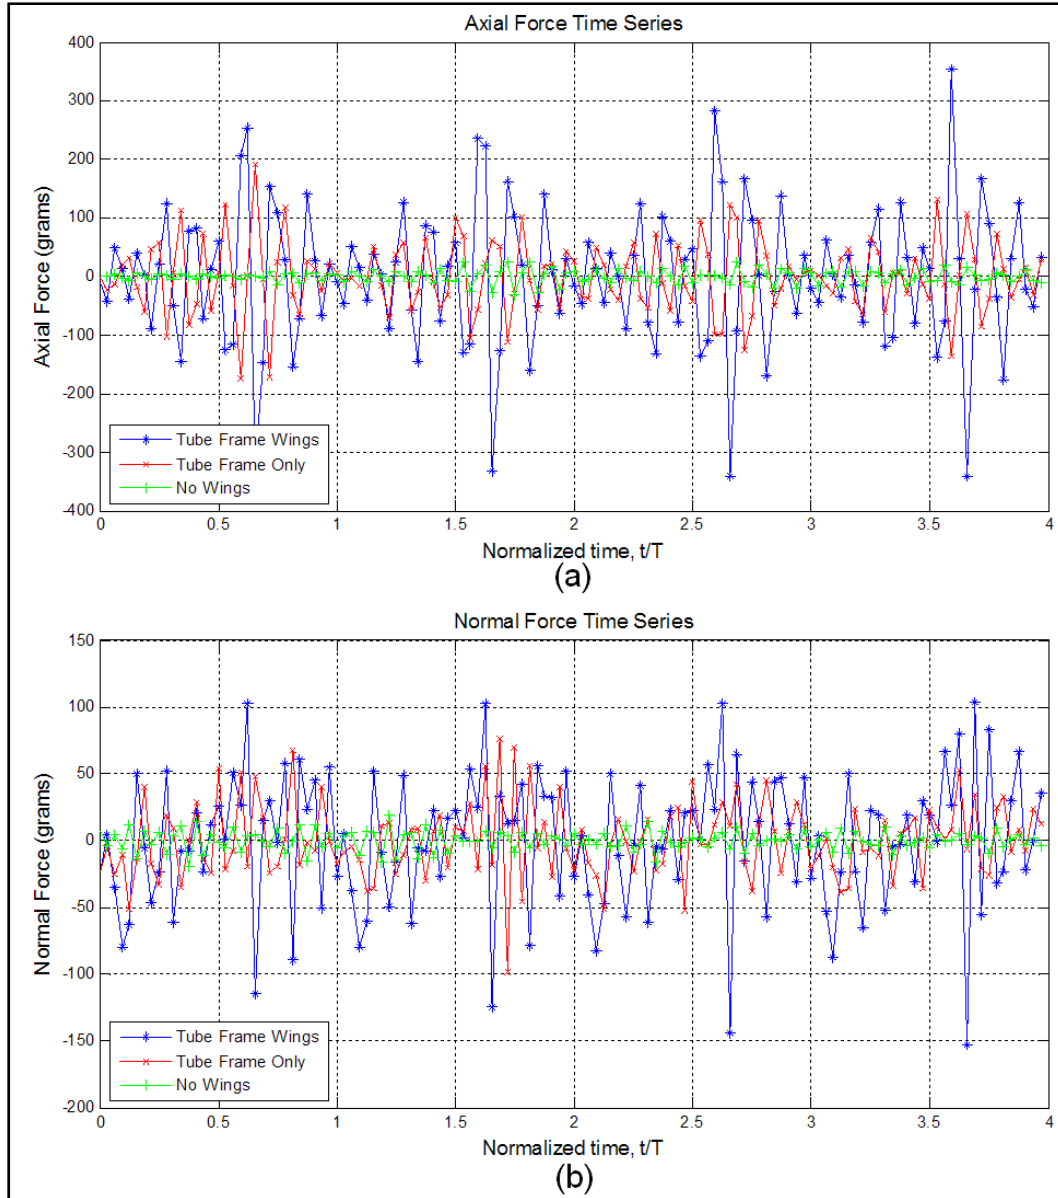 Axial Force Time Series
400
300
200
100
0
-100
-200
-300
-400
Axial Force (grams)
Tube Frame Wings
Tube Frame Only
No Wings
0 0.5 1 1.5 2 2.5 3 3.5 4
Normalized time, t/T
(a)
Normal Force Time Series
150
100
50
0
-50
-100
-150
-200
Normal Force (grams)
Tube Frame Wings
Tube Frame Only
No Wings
0 0.5 1 1.5 2 2.5 3 3.5 4
Normalized time, t/T
(b)